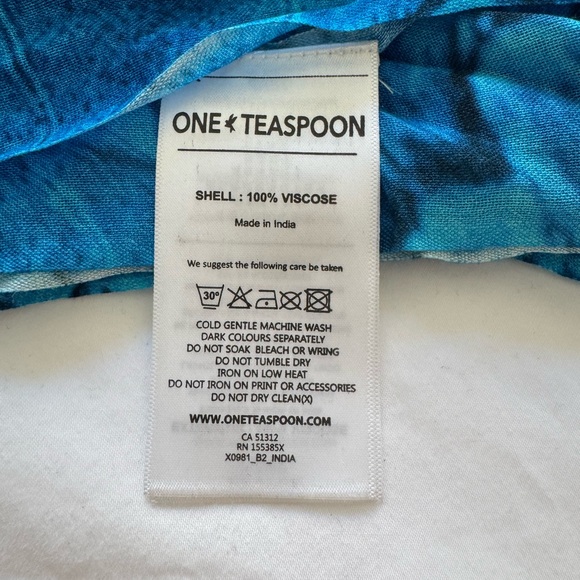 ONE TEASPOON
SHELL : 100% VISCOSE
Made in India
We suggest the following care be taken
30°
COLD GENTLE MACHINE WASH
DARK COLOURS SEPARATELY
DO NOT SOAK BLEACH OR WRING
DO NOT TUMBLE DRY
IRON ON LOW HEAT
DO NOT IRON ON PRINT OR ACCESSORIES
DO NOT DRY CLEAN(X)
WWW.ONETEASPOON.COM
CA 51312
RN 155385X
X0981_B2_INDIA